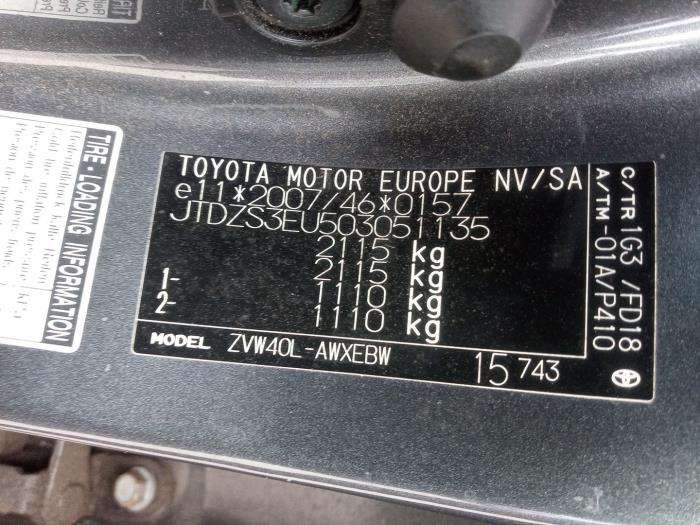 TOYOTA MOTOR EUROPE NV/SA
e11*2007/46*0157
JTDZS3EU503051135
2115 kg
2115 kg
1- 1110 kg
2- 1110 kg
MODEL ZVW40L-AWXEBW
15 743
C/TR 1G3 /FD18
A/TM -01A/P410
TIRE - LOADING INFORMATION
kPa